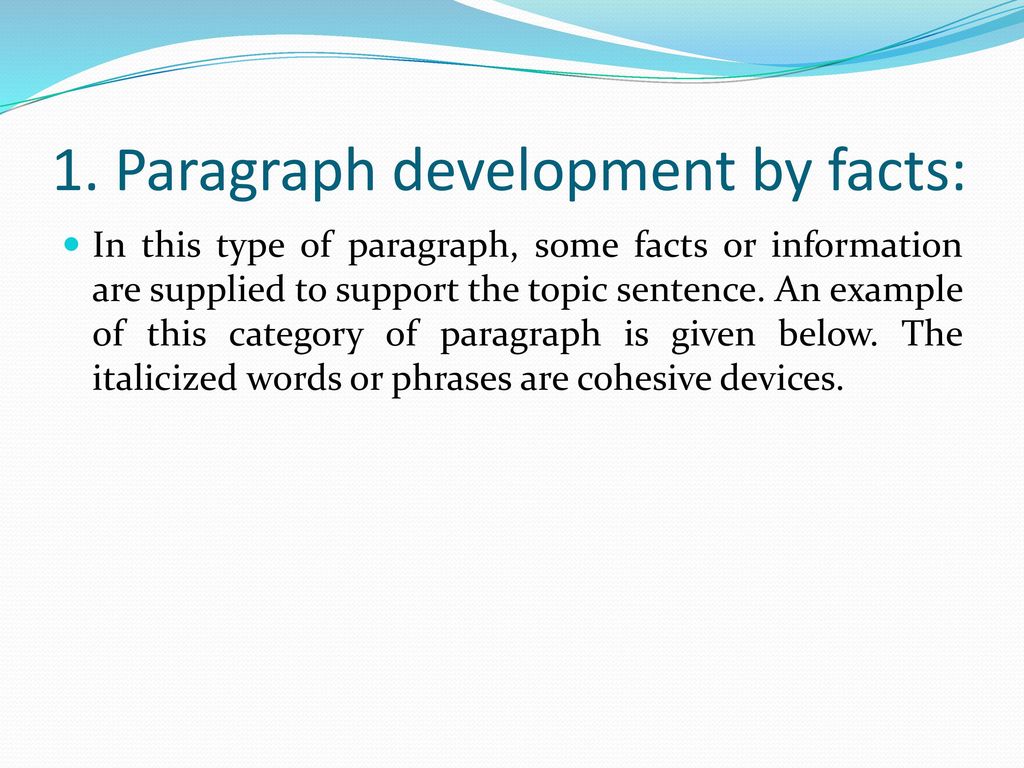 1. Paragraph development by facts:
• In this type of paragraph, some facts or information
are supplied to support the topic sentence. An example
of this category of paragraph is given below. The
italicized words or phrases are cohesive devices.